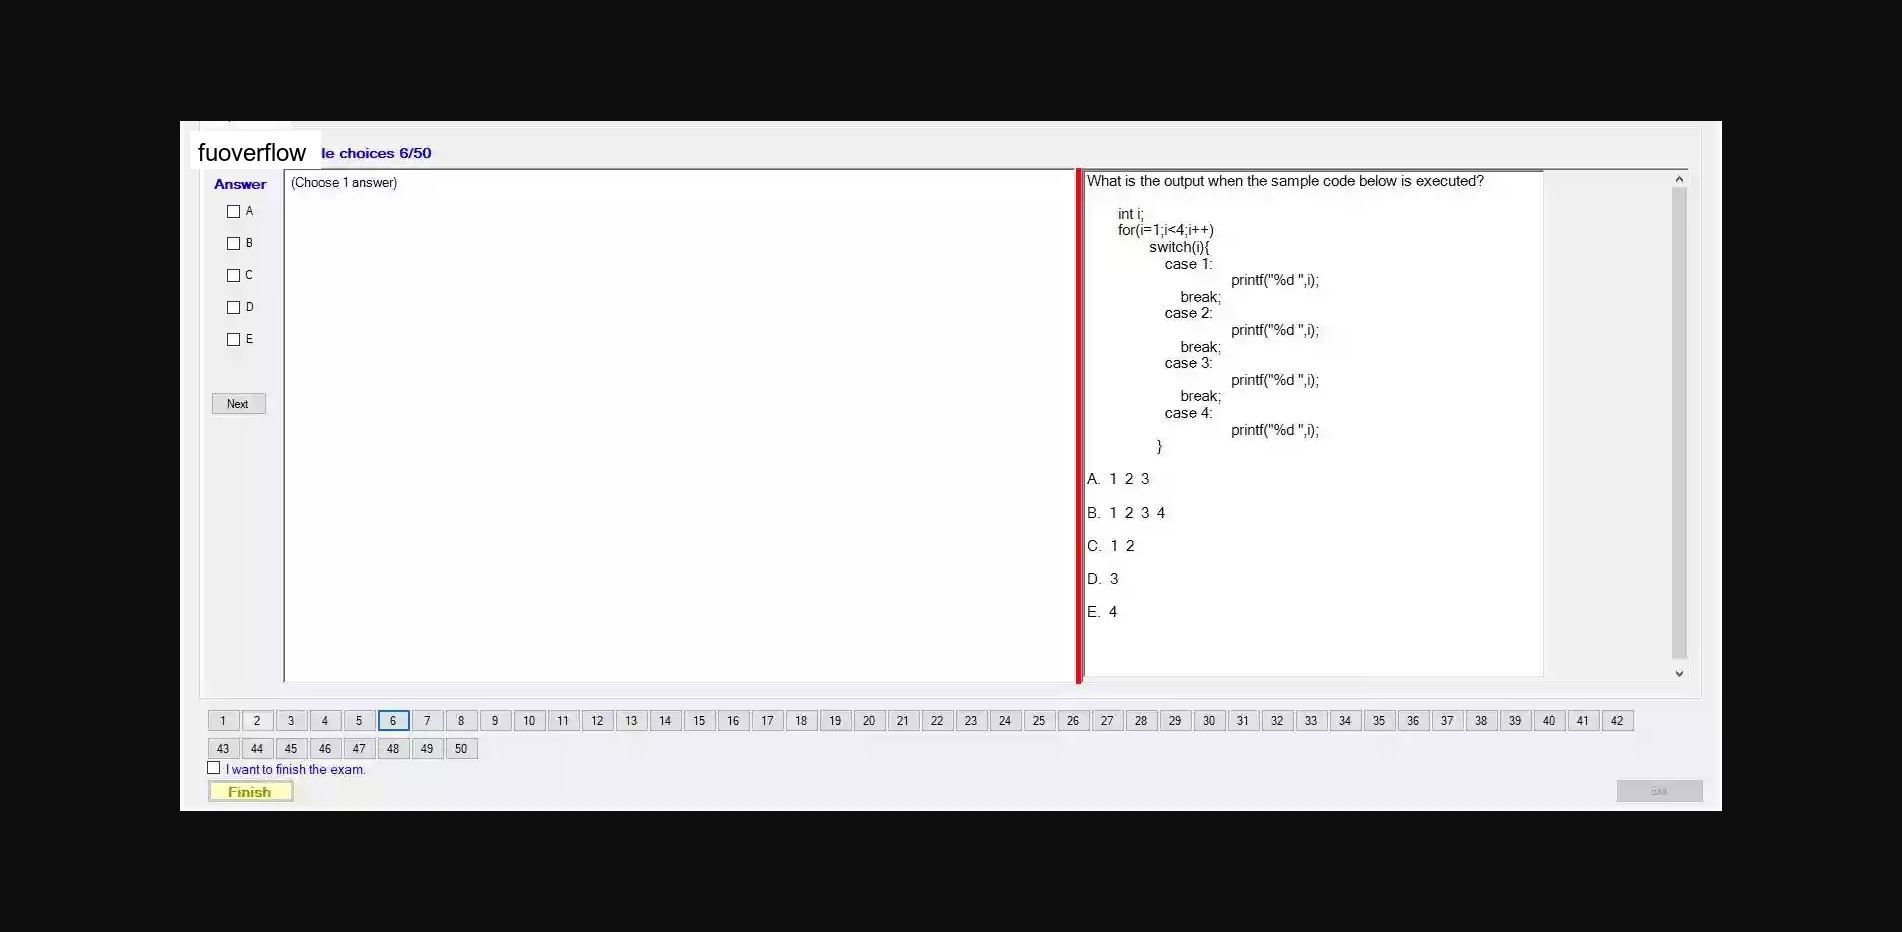 fuoverflow le choices 6/50
Answer
(Choose 1 answer)
A
B
C
D
E
Next
What is the output when the sample code below is executed?
int i;
for(i=1;i<4;i++)
switch(i){
case 1:
printf("%d ",i);
break;
case 2:
printf("%d ",i);
break;
case 3:
printf("%d ",i);
break;
case 4:
printf("%d ",i);
}
A. 1 2 3
B. 1 2 3 4
C. 1 2
D. 3
E. 4
1 2 3 4 5 6 7 8 9 10 11 12 13 14 15 16 17 18 19 20 21 22 23 24 25 26 27 28 29 30 31 32 33 34 35 36 37 38 39 40 41 42
43 44 45 46 47 48 49 50
I want to finish the exam.
Finish
Exit